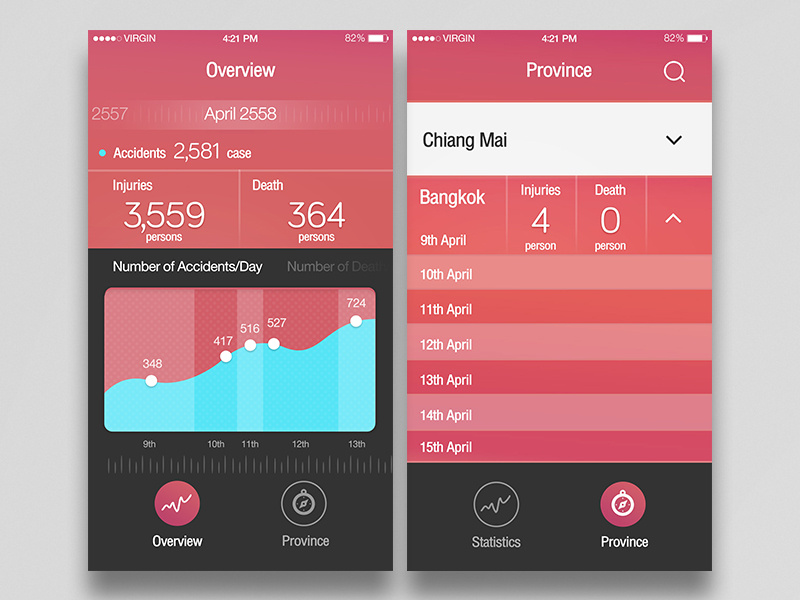 VIRGIN 4:21 PM 82%
Overview
2557 April 2558
Accidents 2,581 case
Injuries Death
3,559 364
persons persons
Number of Accidents/Day Number of Death
348 417 516 527 724
9th 10th 11th 12th 13th
Overview Province
VIRGIN 4:21 PM 82%
Province
Chiang Mai
Bangkok Injuries Death
4 0
9th April person person
10th April
11th April
12th April
13th April
14th April
15th April
Statistics Province